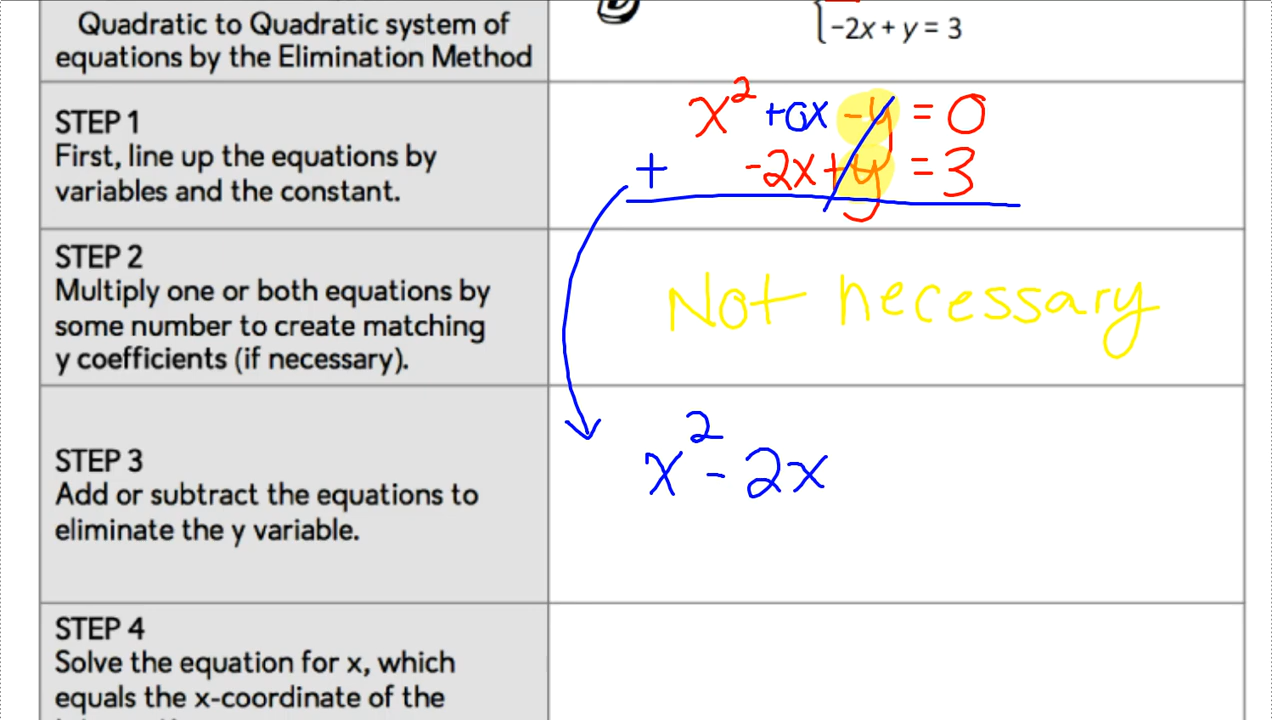 Quadratic to Quadratic system of
equations by the Elimination Method
-2x + y = 3
STEP 1
First, line up the equations by
variables and the constant.
x² +0x -y = 0
+ -2x +y = 3
STEP 2
Multiply one or both equations by
some number to create matching
y coefficients (if necessary).
Not necessary
STEP 3
Add or subtract the equations to
eliminate the y variable.
x² - 2x
STEP 4
Solve the equation for x, which
equals the x-coordinate of the